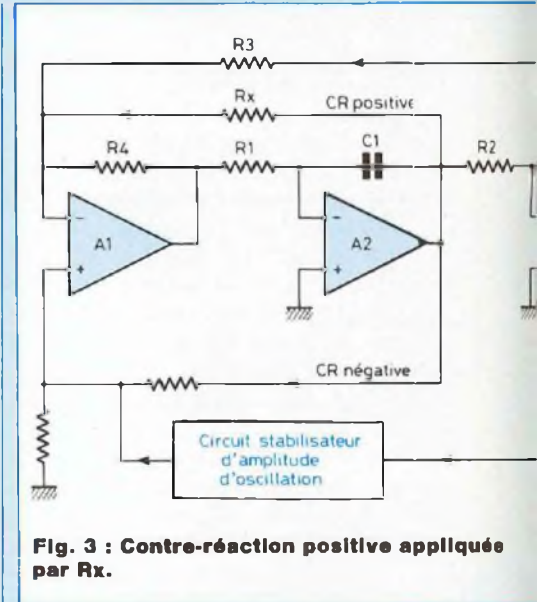 R3
Rx
CR positive
R4
R1
C1
R2
−
A1
+
−
A2
+
CR négative
Circuit stabilisateur
d'amplitude
d'oscillation
Fig. 3 : Contre-réaction positive appliquée
par Rx.